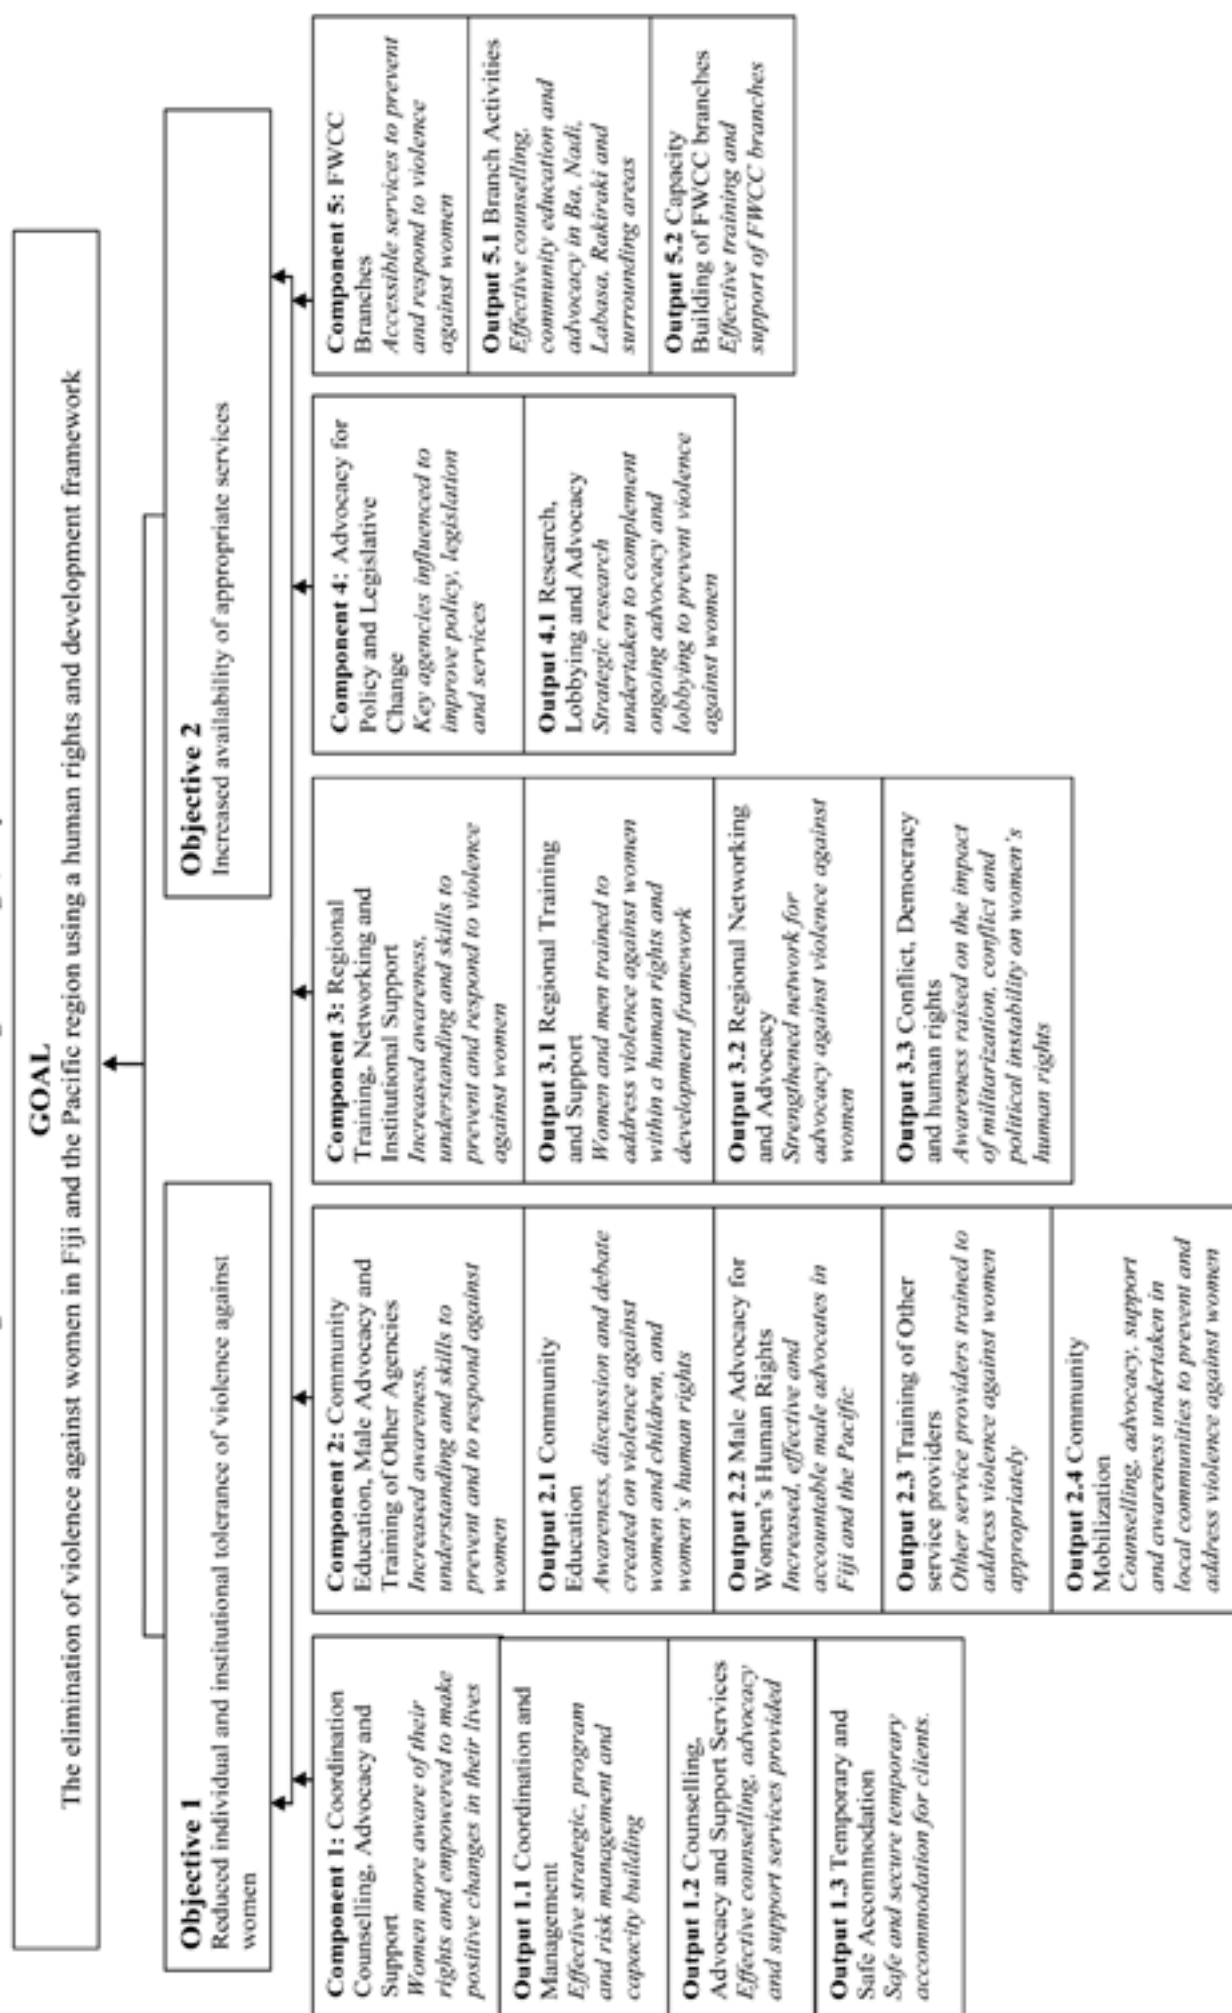 GOAL
The elimination of violence against women in Fiji and the Pacific region using a human rights and development framework
Objective 1
Reduced individual and institutional tolerance of violence against
women
Objective 2
Increased availability of appropriate services
Component 1: Coordination
Counselling, Advocacy and
Support
Women more aware of their
rights and empowered to make
positive changes in their lives
Output 1.1 Coordination and
Management
Effective strategic, program
and risk management and
capacity building
Output 1.2 Counselling,
Advocacy and Support Services
Effective counselling, advocacy
and support services provided
Output 1.3 Temporary and
Safe Accommodation
Safe and secure temporary
accommodation for clients.
Component 2: Community
Education, Male Advocacy and
Training of Other Agencies
Increased awareness,
understanding and skills to
prevent and to respond against
women
Output 2.1 Community
Education
Awareness, discussion and debate
created on violence against
women and children, and
women's human rights
Output 2.2 Male Advocacy for
Women's Human Rights
Increased, effective and
accountable male advocates in
Fiji and the Pacific
Output 2.3 Training of Other
service providers
Other service providers trained to
address violence against women
appropriately
Output 2.4 Community
Mobilization
Counselling, advocacy, support
and awareness undertaken in
local communities to prevent and
address violence against women
Component 3: Regional
Training, Networking and
Institutional Support
Increased awareness,
understanding and skills to
prevent and respond to violence
against women
Output 3.1 Regional Training
and Support
Women and men trained to
address violence against women
within a human rights and
development framework
Output 3.2 Regional Networking
and Advocacy
Strengthened network for
advocacy against violence against
women
Output 3.3 Conflict, Democracy
and human rights
Awareness raised on the impact
of militarization, conflict and
political instability on women's
human rights
Component 4: Advocacy for
Policy and Legislative
Change
Key agencies influenced to
improve policy, legislation
and services
Output 4.1 Research,
Lobbying and Advocacy
Strategic research
undertaken to complement
ongoing advocacy and
lobbying to prevent violence
against women
Component 5: FWCC
Branches
Accessible services to prevent
and respond to violence
against women
Output 5.1 Branch Activities
Effective counselling,
community education and
advocacy in Ba, Nadi,
Labasa, Rakiraki and
surrounding areas
Output 5.2 Capacity
Building of FWCC branches
Effective training and
support of FWCC branches